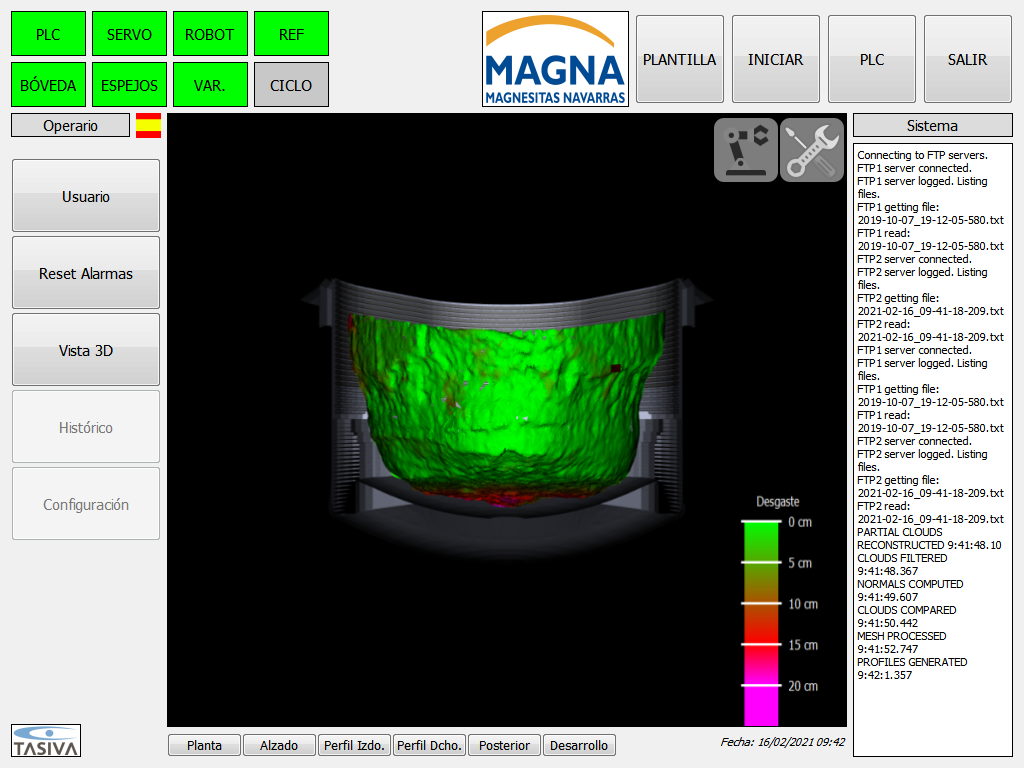 PLC
SERVO
ROBOT
REF
BÓVEDA
ESPEJOS
VAR.
CICLO
MAGNA
MAGNESITAS NAVARRAS
PLANTILLA
INICIAR
PLC
SALIR
Operario
Sistema
Usuario
Reset Alarmas
Vista 3D
Histórico
Configuración
Desgaste
0 cm
5 cm
10 cm
15 cm
20 cm
Connecting to FTP servers.
FTP1 server connected.
FTP1 server logged. Listing
files.
FTP1 getting file:
2019-10-07_19-12-05-580.txt
FTP1 read:
2019-10-07_19-12-05-580.txt
FTP2 server connected.
FTP2 server logged. Listing
files.
FTP2 getting file:
2021-02-16_09-41-18-209.txt
FTP2 read:
2021-02-16_09-41-18-209.txt
FTP1 server connected.
FTP1 server logged. Listing
files.
FTP1 getting file:
2019-10-07_19-12-05-580.txt
FTP1 read:
2019-10-07_19-12-05-580.txt
FTP2 server connected.
FTP2 server logged. Listing
files.
FTP2 getting file:
2021-02-16_09-41-18-209.txt
FTP2 read:
2021-02-16_09-41-18-209.txt
PARTIAL CLOUDS
RECONSTRUCTED 9:41:48.10
CLOUDS FILTERED
9:41:48.367
NORMALS COMPUTED
9:41:49.607
CLOUDS COMPARED
9:41:50.442
MESH PROCESSED
9:41:52.747
PROFILES GENERATED
9:42:1.357
TASIVA
Planta
Alzado
Perfil Izdo.
Perfil Dcho.
Posterior
Desarrollo
Fecha: 16/02/2021 09:42